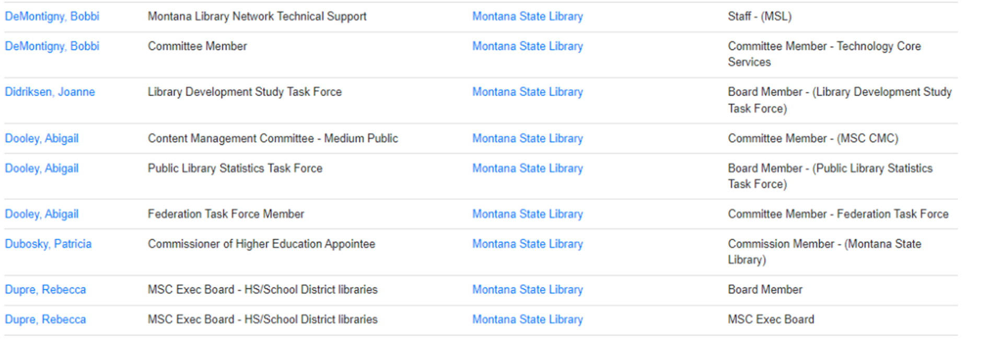 DeMontigny, Bobbi Montana Library Network Technical Support Montana State Library Staff - (MSL)
DeMontigny, Bobbi Committee Member Montana State Library Committee Member - Technology Core
Services
Didriksen, Joanne Library Development Study Task Force Montana State Library Board Member - (Library Development Study
Task Force)
Dooley, Abigail Content Management Committee - Medium Public Montana State Library Committee Member - (MSC CMC)
Dooley, Abigail Public Library Statistics Task Force Montana State Library Board Member - (Public Library Statistics
Task Force)
Dooley, Abigail Federation Task Force Member Montana State Library Committee Member - Federation Task Force
Dubosky, Patricia Commissioner of Higher Education Appointee Montana State Library Commission Member - (Montana State
Library)
Dupre, Rebecca MSC Exec Board - HS/School District libraries Montana State Library Board Member
Dupre, Rebecca MSC Exec Board - HS/School District libraries Montana State Library MSC Exec Board